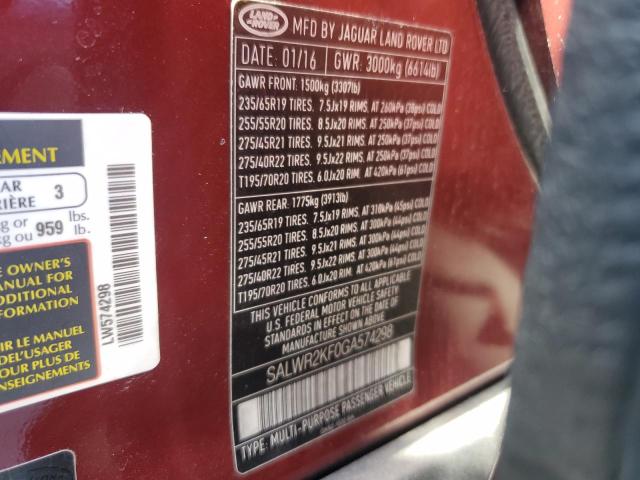 LAND ROVER
MFD BY JAGUAR LAND ROVER LTD
DATE: 01/16 GWR: 3000kg (6614lb)
GAWR FRONT: 1500kg (3307lb)
235/65R19 TIRES. 7.5Jx19 RIMS. AT 260kPa (38psi) COLD
255/55R20 TIRES. 8.5Jx20 RIMS. AT 250kPa (37psi) COLD
275/45R21 TIRES. 9.5Jx21 RIMS. AT 250kPa (37psi) COLD
275/40R22 TIRES. 9.5Jx22 RIMS. AT 250kPa (37psi) COLD
T195/70R20 TIRES. 6.0Jx20 RIM. AT 420kPa (61psi) COLD
GAWR REAR: 1775kg (3913lb)
235/65R19 TIRES. 7.5Jx19 RIMS. AT 310kPa (45psi) COLD
255/55R20 TIRES. 8.5Jx20 RIMS. AT 300kPa (44psi) COLD
275/45R21 TIRES. 9.5Jx21 RIMS. AT 300kPa (44psi) COLD
275/40R22 TIRES. 9.5Jx22 RIMS. AT 300kPa (44psi) COLD
T195/70R20 TIRES. 6.0Jx20 RIM. AT 420kPa (61psi) COLD
THIS VEHICLE CONFORMS TO ALL APPLICABLE
U.S. FEDERAL MOTOR VEHICLE SAFETY
STANDARDS IN EFFECT ON THE DATE OF
MANUFACTURE SHOWN ABOVE.
SALWR2KF0GA574298
TYPE: MULTI-PURPOSE PASSENGER VEHICLE
EMENT
AR
IÈRE 3
g or lbs.
g ou 959 lb.
E OWNER'S
MANUAL FOR
ADDITIONAL
FORMATION
IR LE MANUEL
DE L'USAGER
OUR PLUS DE
SEIGNEMENTS
LW574298